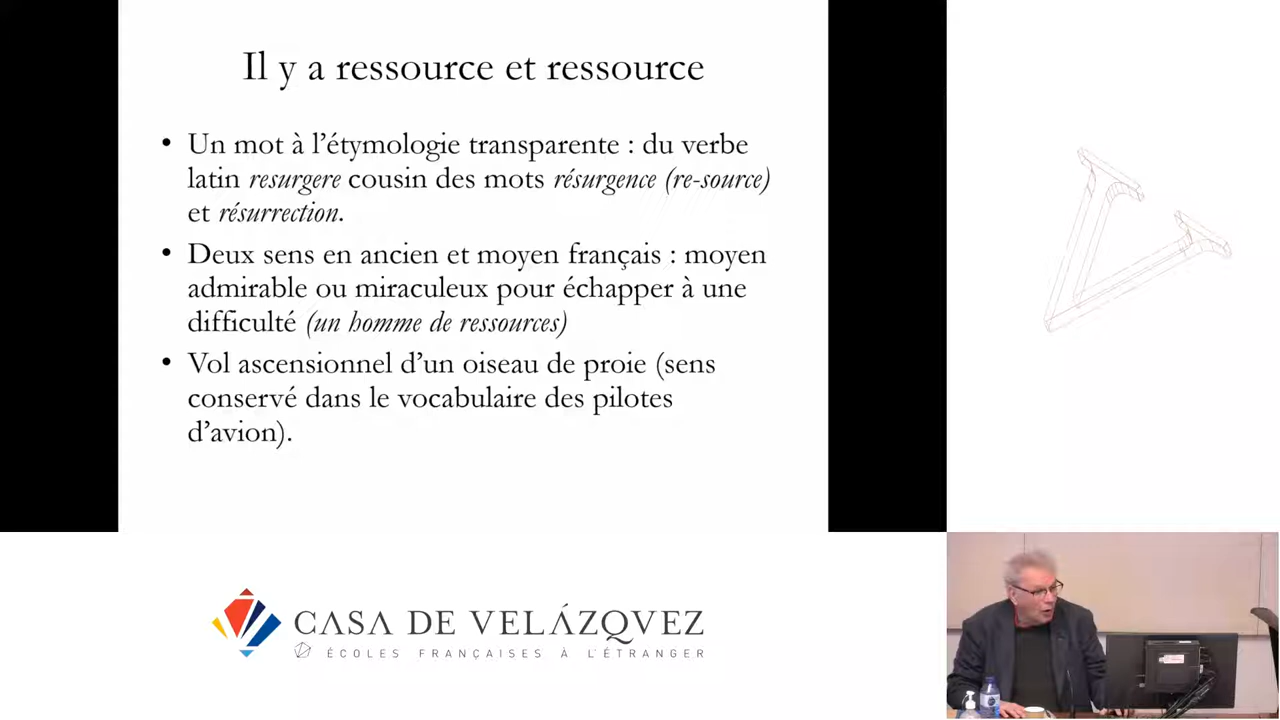 Il y a ressource et ressource
• Un mot à l’étymologie transparente : du verbe
latin resurgere cousin des mots résurgence (re-source)
et résurrection.
• Deux sens en ancien et moyen français : moyen
admirable ou miraculeux pour échapper à une
difficulté (un homme de ressources)
• Vol ascensionnel d’un oiseau de proie (sens
conservé dans le vocabulaire des pilotes
d’avion).
CASA DE VELÁZQVEZ
ÉCOLES FRANÇAISES À L'ÉTRANGER